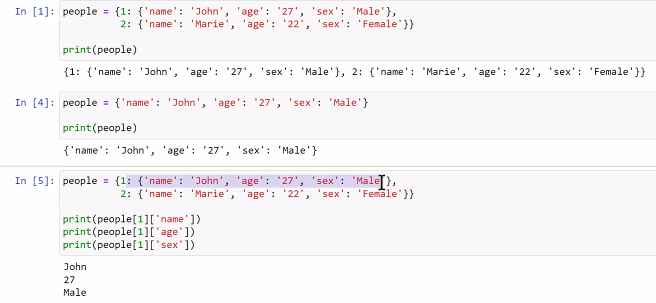 In [1]: people = {1: {'name': 'John', 'age': '27', 'sex': 'Male'},
2: {'name': 'Marie', 'age': '22', 'sex': 'Female'}}
print(people)
{1: {'name': 'John', 'age': '27', 'sex': 'Male'}, 2: {'name': 'Marie', 'age': '22', 'sex': 'Female'}}
In [4]: people = {'name': 'John', 'age': '27', 'sex': 'Male'}
print(people)
{'name': 'John', 'age': '27', 'sex': 'Male'}
In [5]: people = {1: {'name': 'John', 'age': '27', 'sex': 'Male'},
2: {'name': 'Marie', 'age': '22', 'sex': 'Female'}}
print(people[1]['name'])
print(people[1]['age'])
print(people[1]['sex'])
John
27
Male